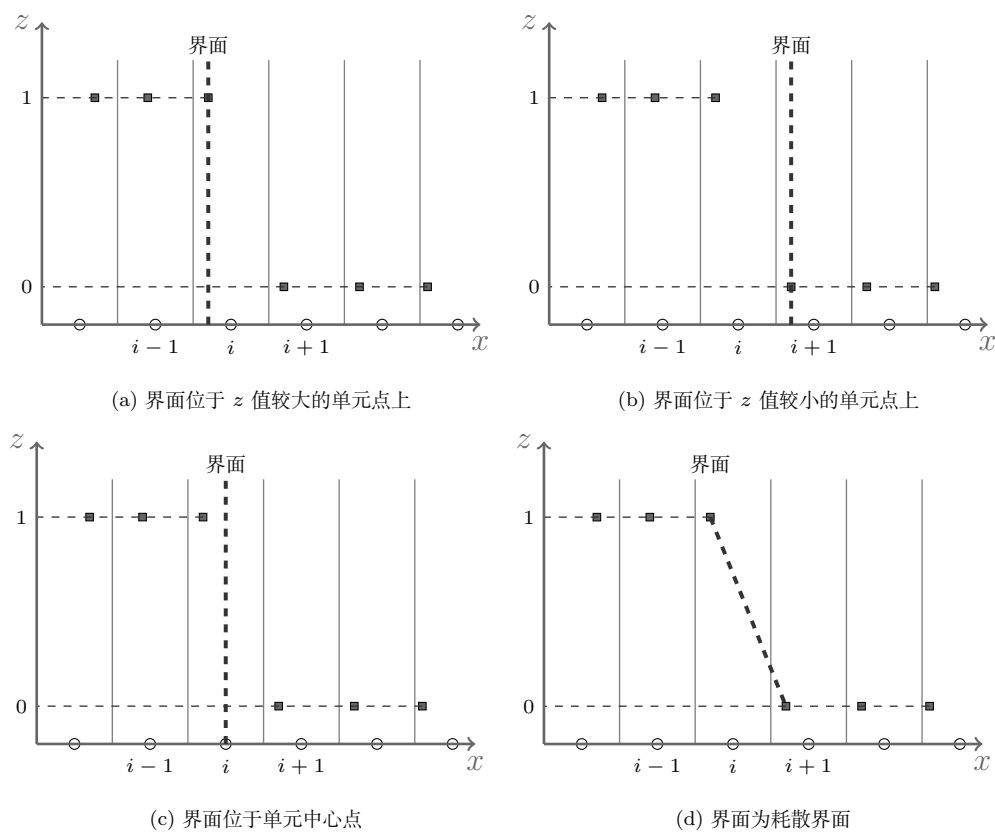 z
界面
1
0
i − 1
i
i + 1
x
(a) 界面位于 z 值较大的单元点上
z
界面
1
0
i − 1
i
i + 1
x
(b) 界面位于 z 值较小的单元点上
z
界面
1
0
i − 1
i
i + 1
x
(c) 界面位于单元中心点
z
界面
1
0
i − 1
i
i + 1
x
(d) 界面为耗散界面